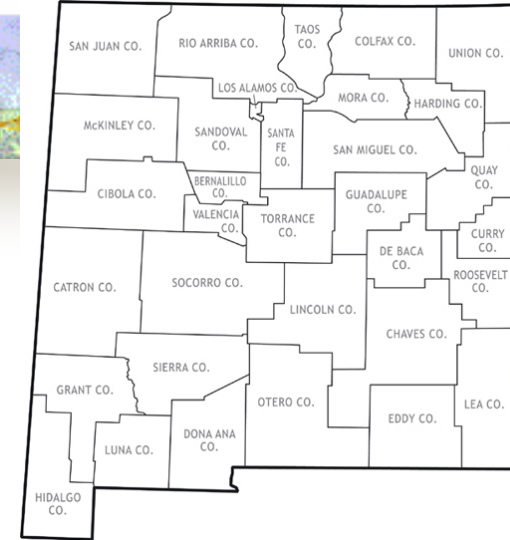 SAN JUAN CO.
RIO ARRIBA CO.
TAOS
CO.
COLFAX CO.
UNION CO.
LOS ALAMOS CO.
MORA CO.
HARDING CO.
McKINLEY CO.
SANDOVAL
CO.
SANTA
FE
CO.
SAN MIGUEL CO.
QUAY
CO.
CIBOLA CO.
BERNALILLO
CO.
GUADALUPE
CO.
VALENCIA
CO.
TORRANCE
CO.
CURRY
CO.
DE BACA
CO.
ROOSEVELT
CO.
CATRON CO.
SOCORRO CO.
LINCOLN CO.
CHAVES CO.
SIERRA CO.
GRANT CO.
OTERO CO.
LEA CO.
EDDY CO.
DONA ANA
CO.
LUNA CO.
HIDALGO
CO.